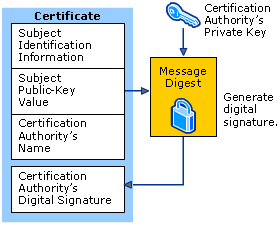 Certificate
Subject
Identification
Information
Subject
Public-Key
Value
Certification
Authority's
Name
Certification
Authority's
Digital Signature
Certification
Authority's
Private Key
Message
Digest
Generate
digital
signature.